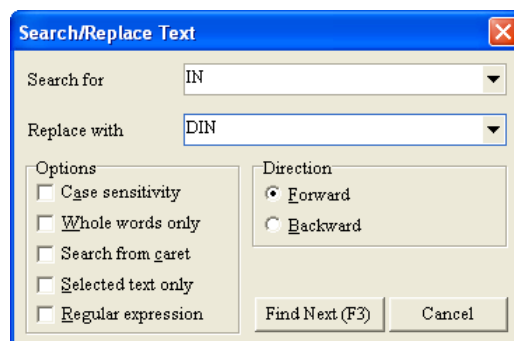 Search/Replace Text
Search for IN
Replace with DIN
Options
Case sensitivity
Whole words only
Search from caret
Selected text only
Regular expression
Direction
Forward
Backward
Find Next (F3) Cancel